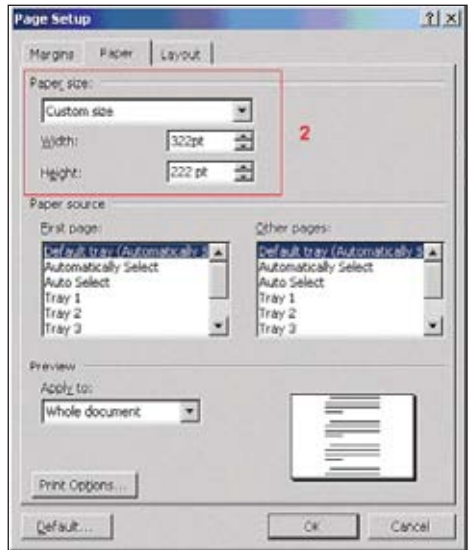 Page Setup ? X
Margins Paper Layout
Paper size:
Custom size
Width: 322pt
2
Height: 222 pt
Paper source
First page: Other pages:
Default tray (Automatically S Default tray (Automatically S
Automatically Select Automatically Select
Auto Select Auto Select
Tray 1 Tray 1
Tray 2 Tray 2
Tray 3 Tray 3
Preview
Apply to:
Whole document
Print Options...
Default... OK Cancel